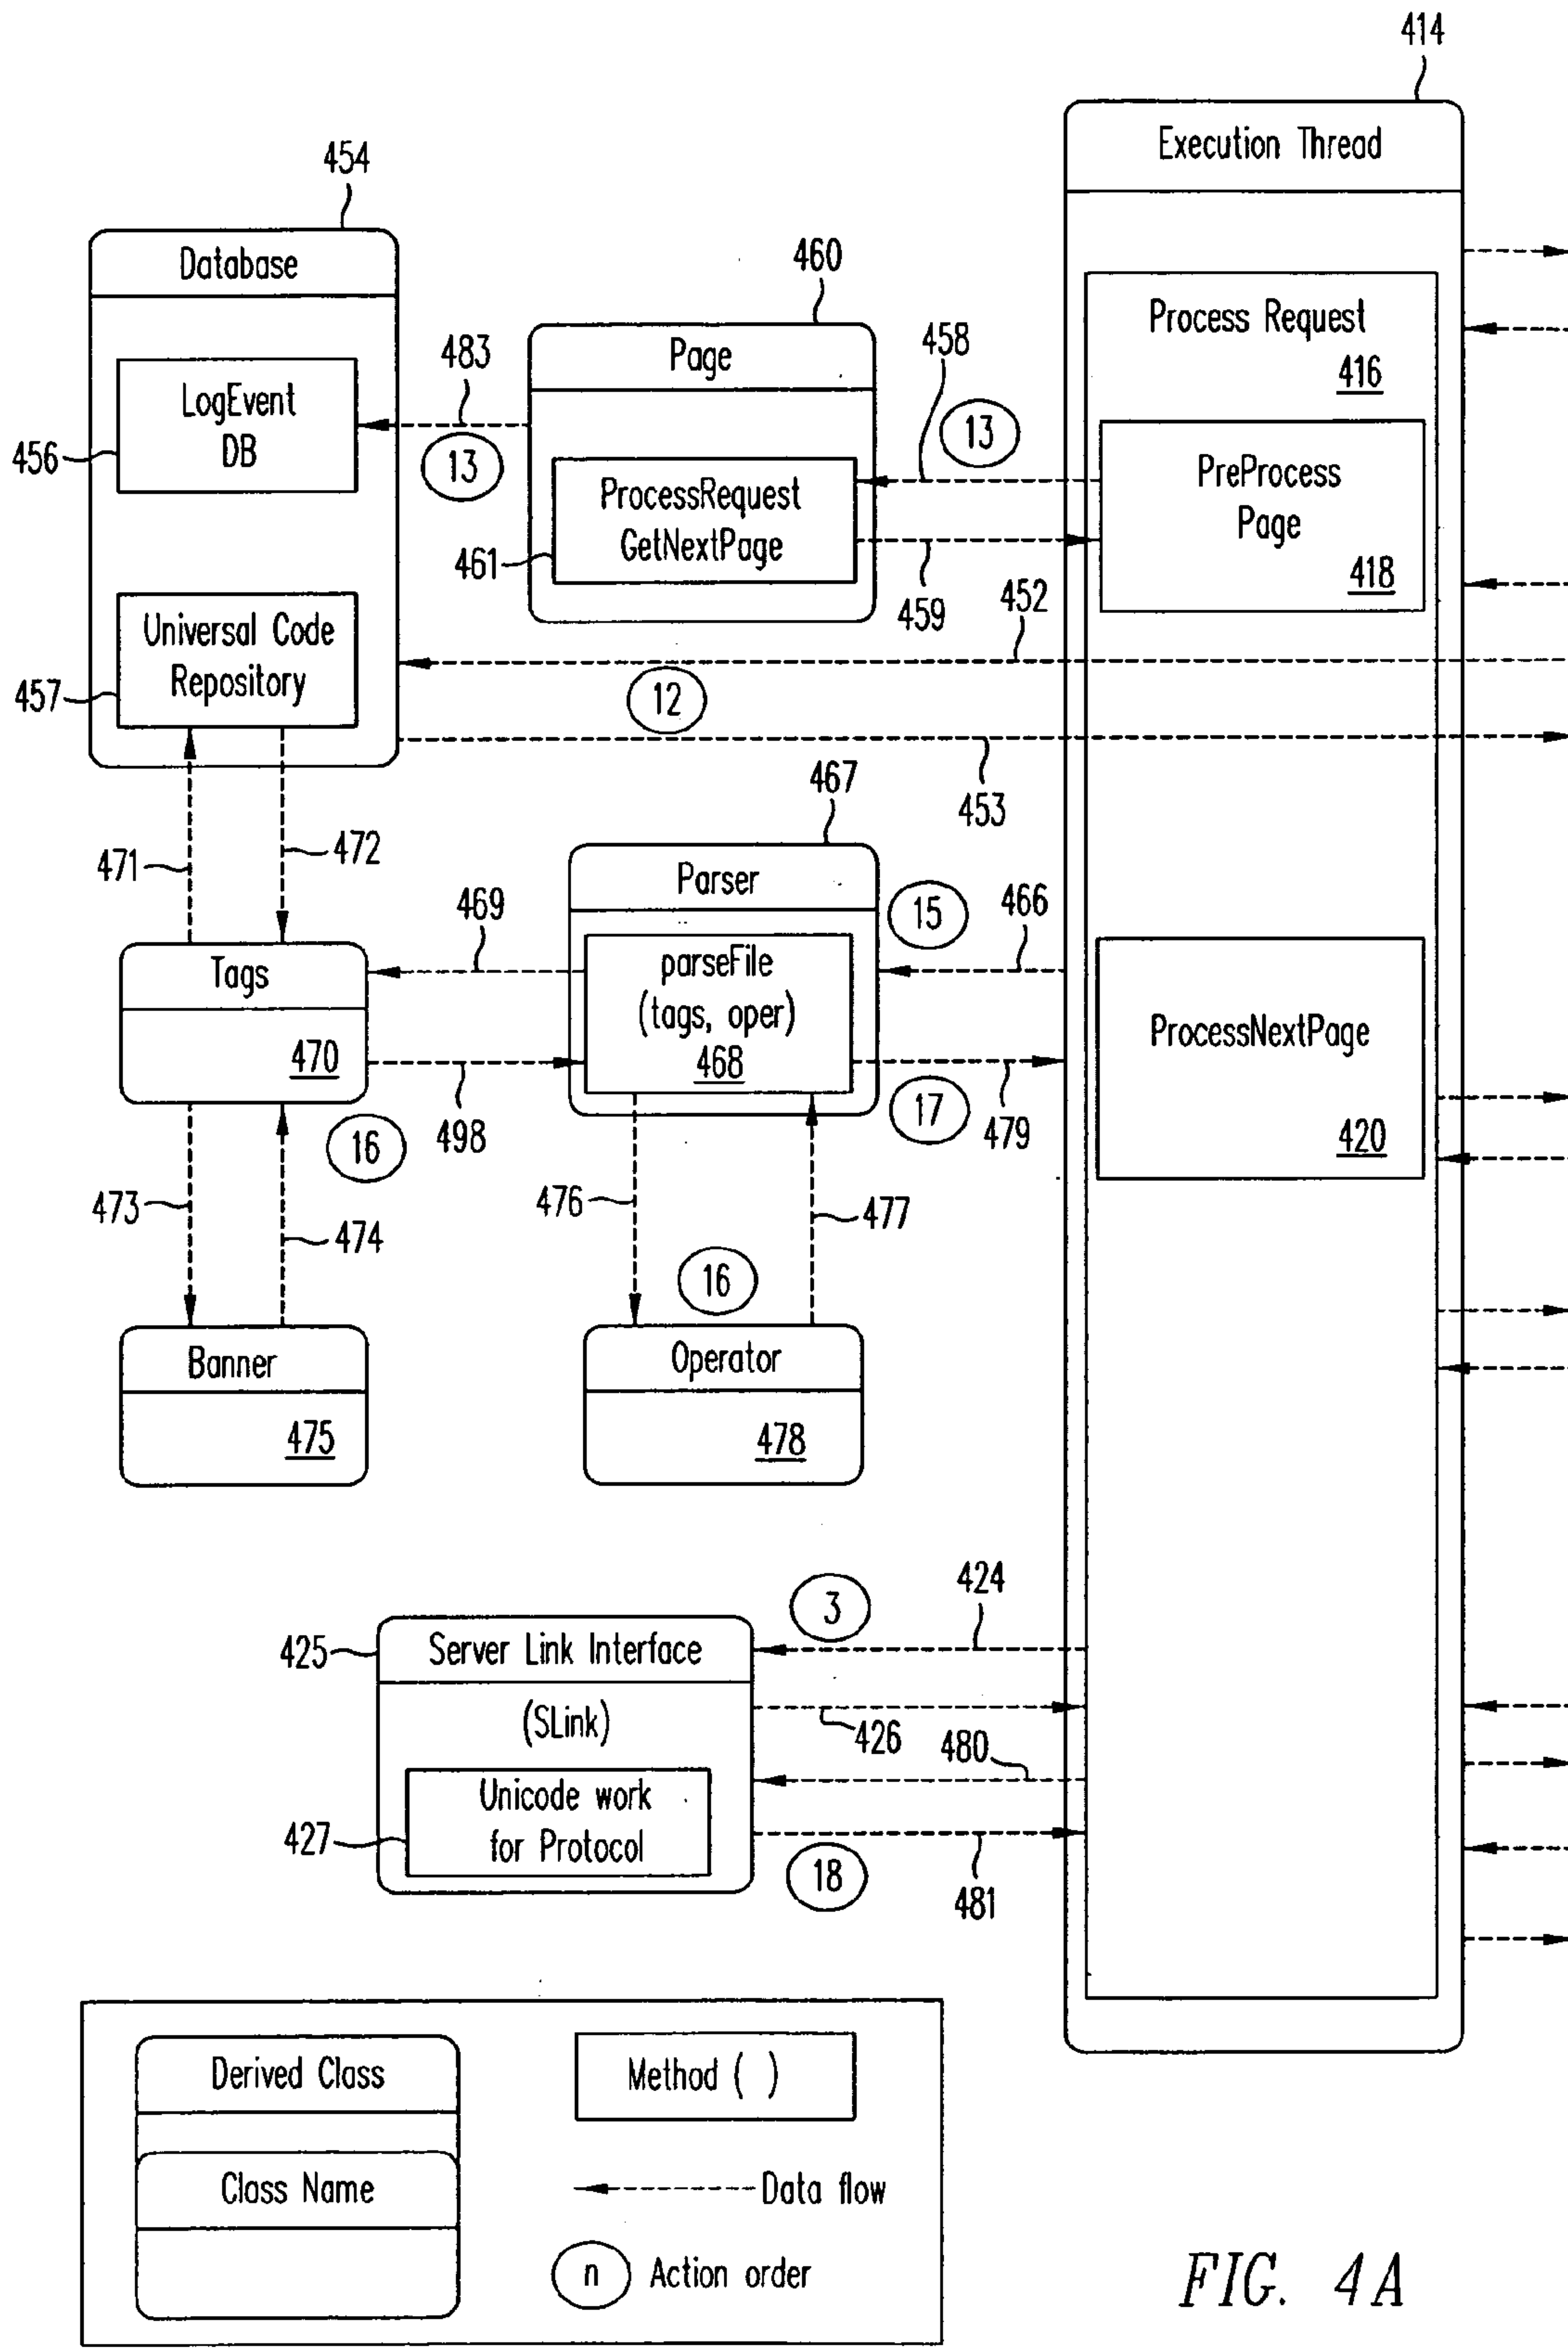 414
Execution Thread
454
Database
460
Process Request
416
Page
458
483
LogEvent
DB
456
13
13
PreProcess
Page
418
ProcessRequest
GetNextPage
461
459
452
Universal Code
Repository
457
12
453
467
471
472
Parser
15
466
469
parseFile
(tags, oper)
468
Tags
470
ProcessNextPage
420
498
17
479
16
473
474
476
477
16
Banner
475
Operator
478
3
424
425
Server Link Interface
(SLink)
426
480
Unicode work
for Protocol
427
18
481
Derived Class
Method ( )
Class Name
Data flow
n
Action order
FIG. 4A